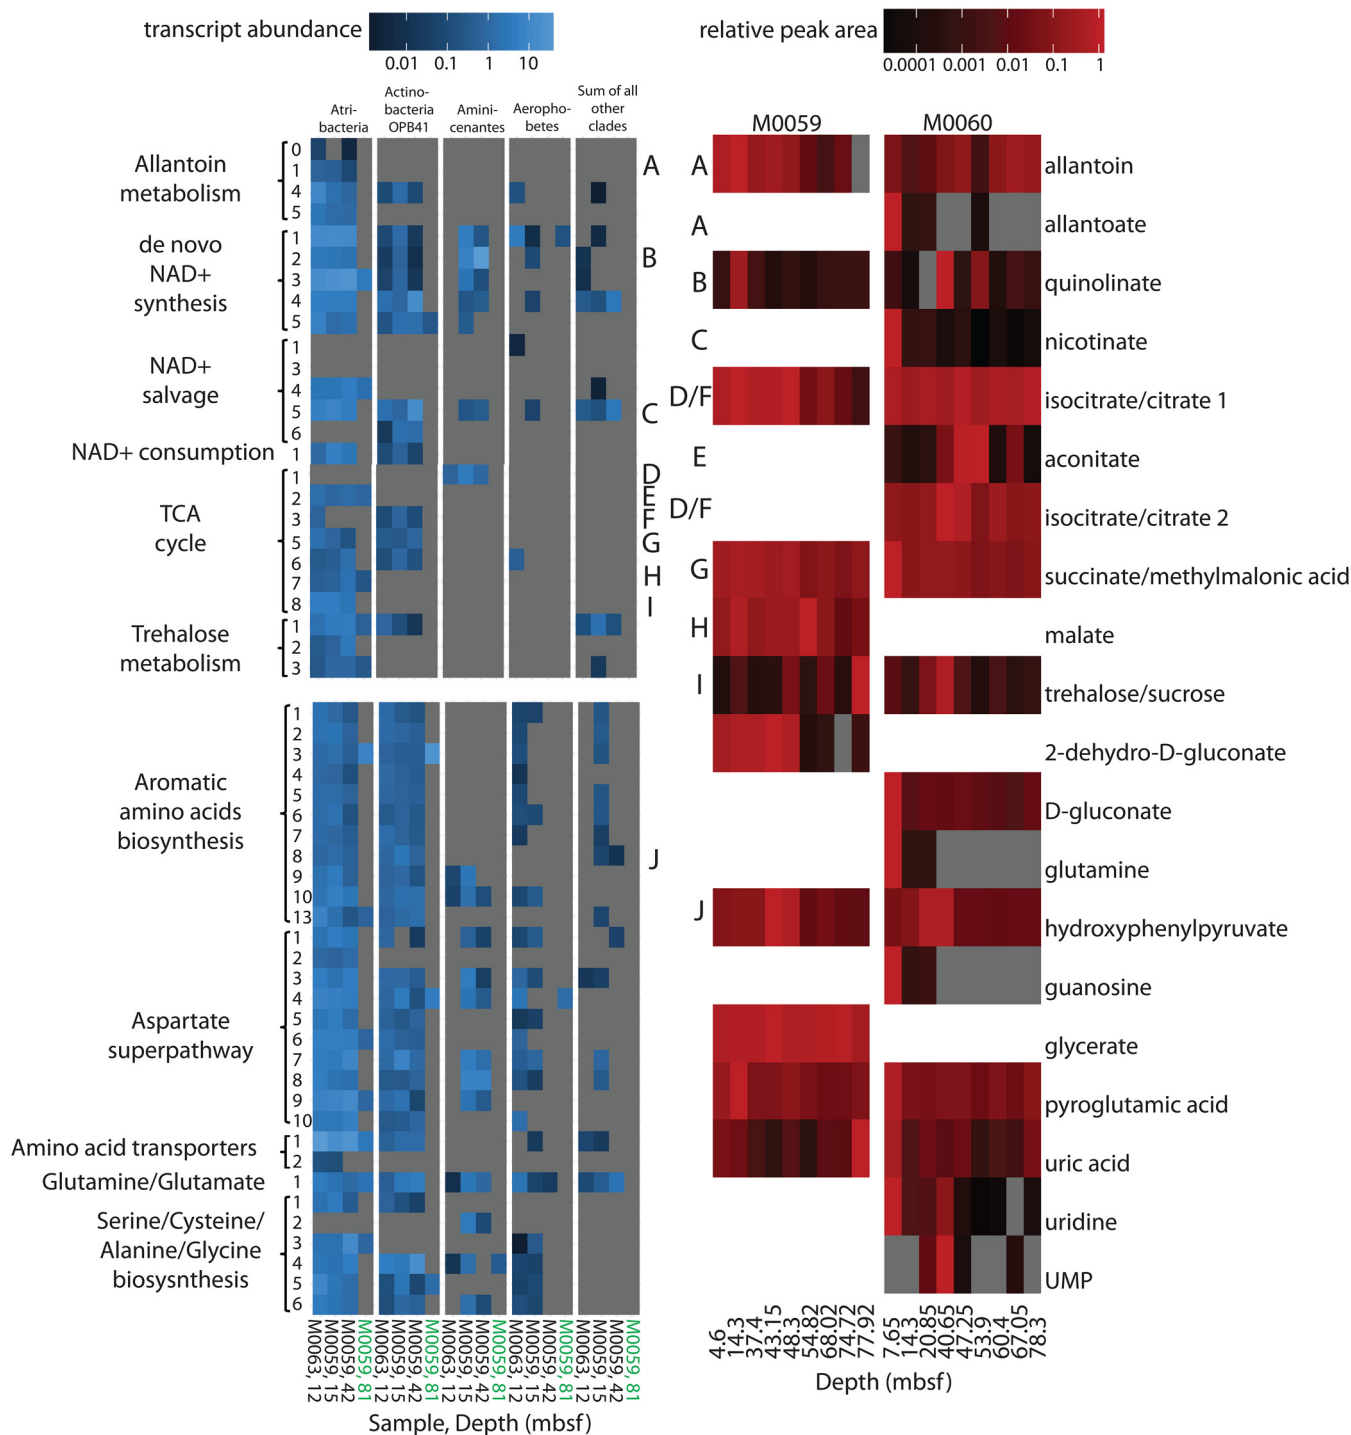 transcript abundance
0.01 0.1 1 10
relative peak area
0.0001 0.001 0.01 0.1 1
Atri-
bacteria
Actino-
bacteria
OPB41
Amini-
cenantes
Aeropho-
betes
Sum of all
other
clades
M0059
M0060
Allantoin
metabolism
0
1
4
5
de novo
NAD+
synthesis
1
2
3
4
5
NAD+
salvage
1
3
4
5
6
NAD+ consumption
1
TCA
cycle
1
2
3
5
6
7
8
Trehalose
metabolism
1
2
3
A
B
C
D
E
F
G
H
I
Aromatic
amino acids
biosynthesis
1
2
3
4
5
6
7
8
9
10
13
J
Aspartate
superpathway
1
2
3
4
5
6
7
8
9
10
Amino acid transporters
1
2
Glutamine/Glutamate
1
Serine/Cysteine/
Alanine/Glycine
biosysnthesis
1
2
3
4
5
6
M0063, 12
M0059, 15
M0059, 42
M0059, 81
M0063, 12
M0059, 15
M0059, 42
M0059, 81
M0063, 12
M0059, 15
M0059, 42
M0059, 81
M0063, 12
M0059, 15
M0059, 42
M0059, 81
M0063, 12
M0059, 15
M0059, 42
M0059, 81
Sample, Depth (mbsf)
A
allantoin
A
allantoate
B
quinolinate
C
nicotinate
D/F
isocitrate/citrate 1
E
aconitate
D/F
isocitrate/citrate 2
G
succinate/methylmalonic acid
H
malate
I
trehalose/sucrose
2-dehydro-D-gluconate
D-gluconate
glutamine
J
hydroxyphenylpyruvate
guanosine
glycerate
pyroglutamic acid
uric acid
uridine
UMP
4.6
14.3
37.4
43.15
48.3
54.82
68.02
74.72
77.92
7.65
14.3
20.85
40.65
47.25
53.9
60.4
67.05
78.3
Depth (mbsf)